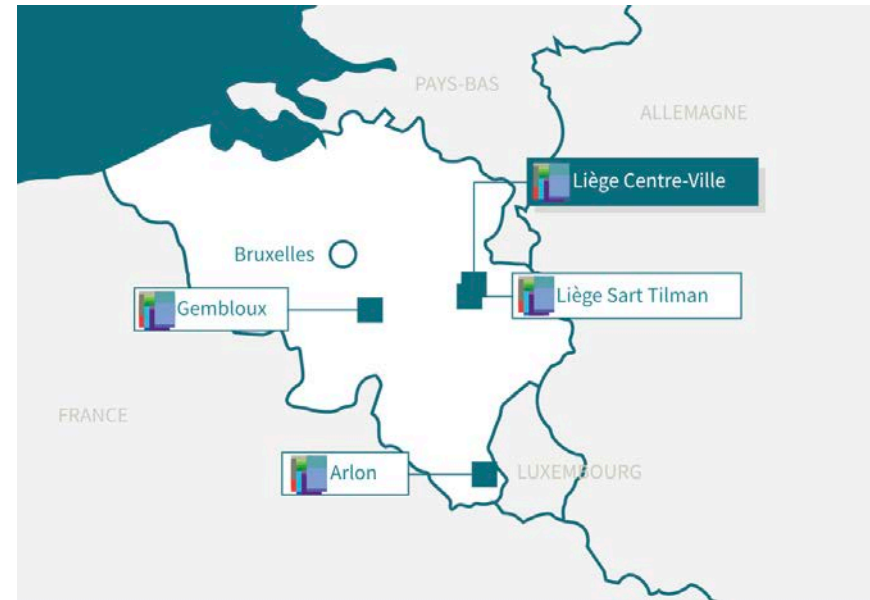 PAYS-BAS
ALLEMAGNE
Liège Centre-Ville
Bruxelles
Liège Sart Tilman
Gembloux
FRANCE
Arlon
LUXEMBOURG